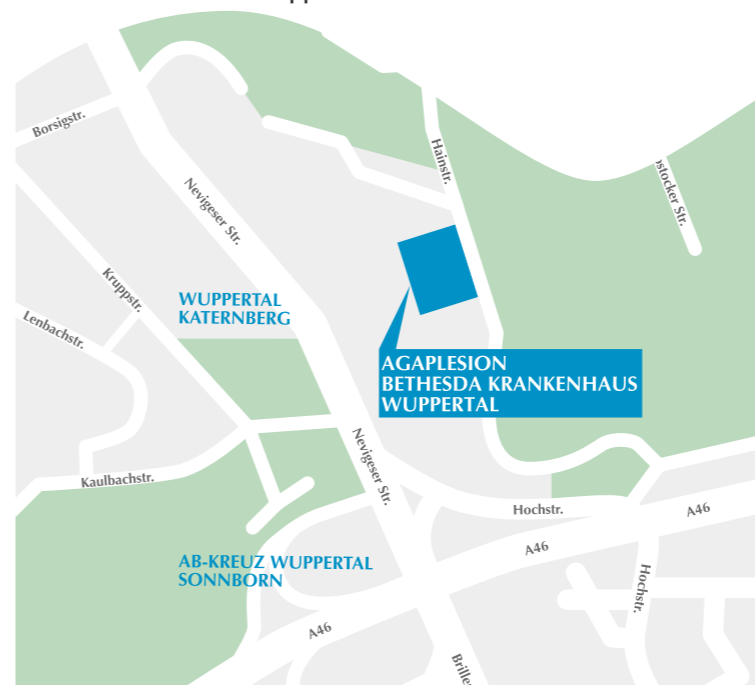 Borsigstr.
Hainstr.
Nevigeser Str.
Kruppstr.
WUPPERTAL
KATERNBERG
Lenbachstr.
AGAPLESION
BETHESDA KRANKENHAUS
WUPPERTAL
Nevigeser Str.
Kaulbachstr.
Hochstr.
A46
A46
AB-KREUZ WUPPERTAL
SONNBORN
Hochstr.
A46